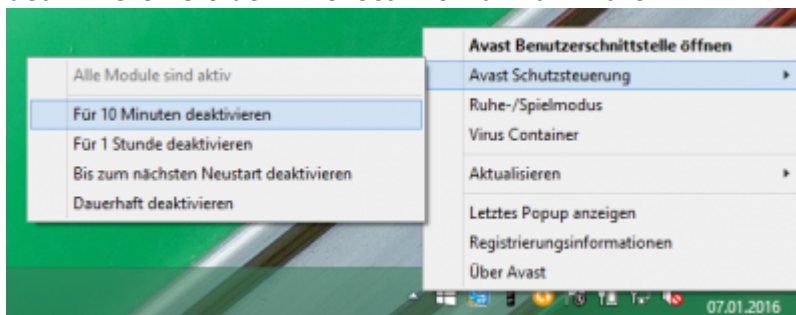 Avast Benutzerschnittstelle öffnen
Alle Module sind aktiv
Avast Schutzsteuerung
Für 10 Minuten deaktivieren
Ruhe-/Spielmodus
Für 1 Stunde deaktivieren
Virus Container
Bis zum nächsten Neustart deaktivieren
Aktualisieren
Dauerhaft deaktivieren
Letztes Popup anzeigen
Registrierungsinformationen
Über Avast
07.01.2016